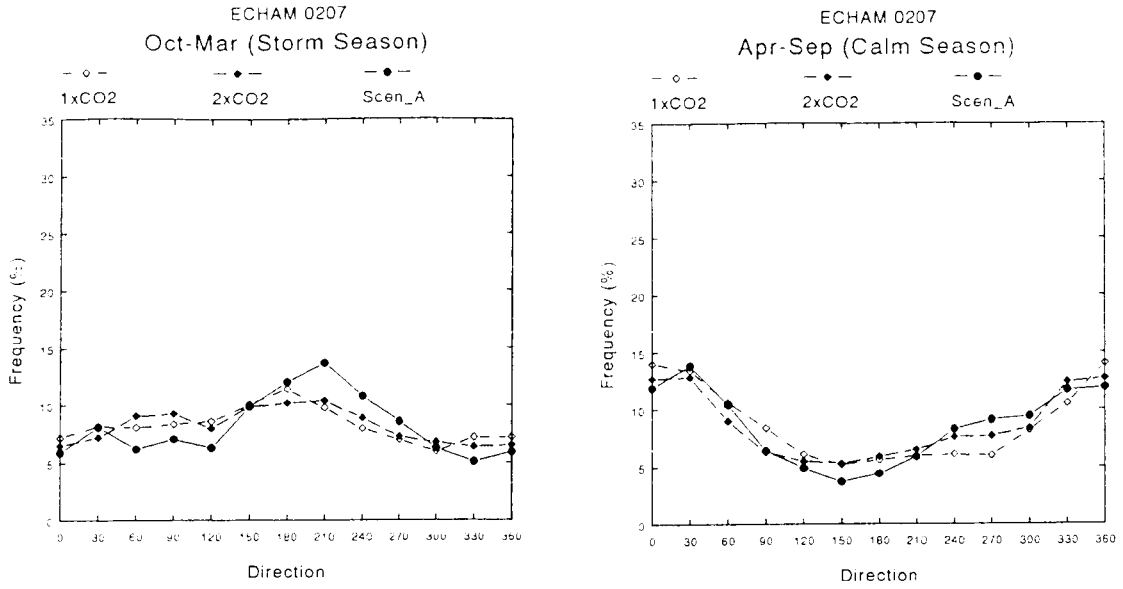 ECHAM 0207
Oct-Mar (Storm Season)
1xCO2 2xCO2 Scen_A
35
30
25
20
15
10
5
0
Frequency (%)
0 30 60 90 120 150 180 210 240 270 300 330 360
Direction
ECHAM 0207
Apr-Sep (Calm Season)
1xCO2 2xCO2 Scen_A
35
30
25
20
15
10
5
0
Frequency (%)
0 30 60 90 120 150 180 210 240 270 300 330 360
Direction